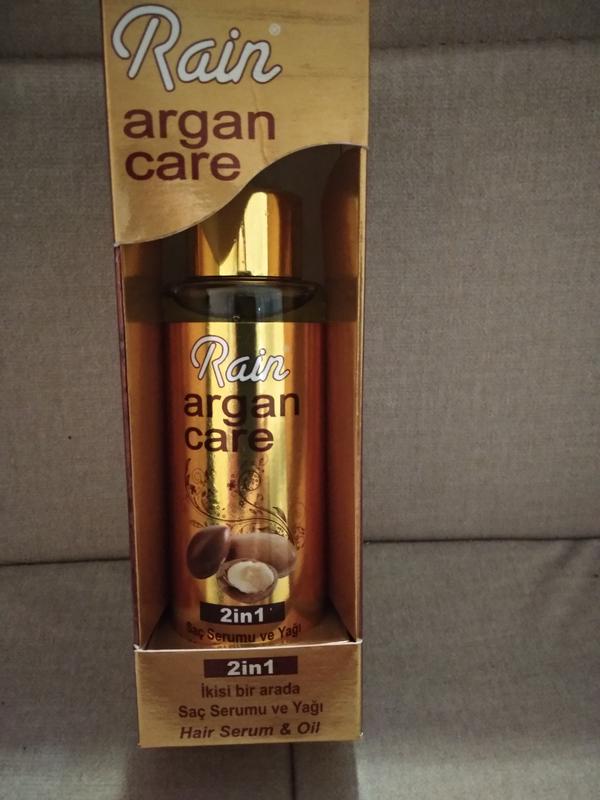 Rain®
argan
care
Rain
argan
care
2in1
Saç Serumu ve Yağı
2in1
İkisi bir arada
Saç Serumu ve Yağı
Hair Serum & Oil